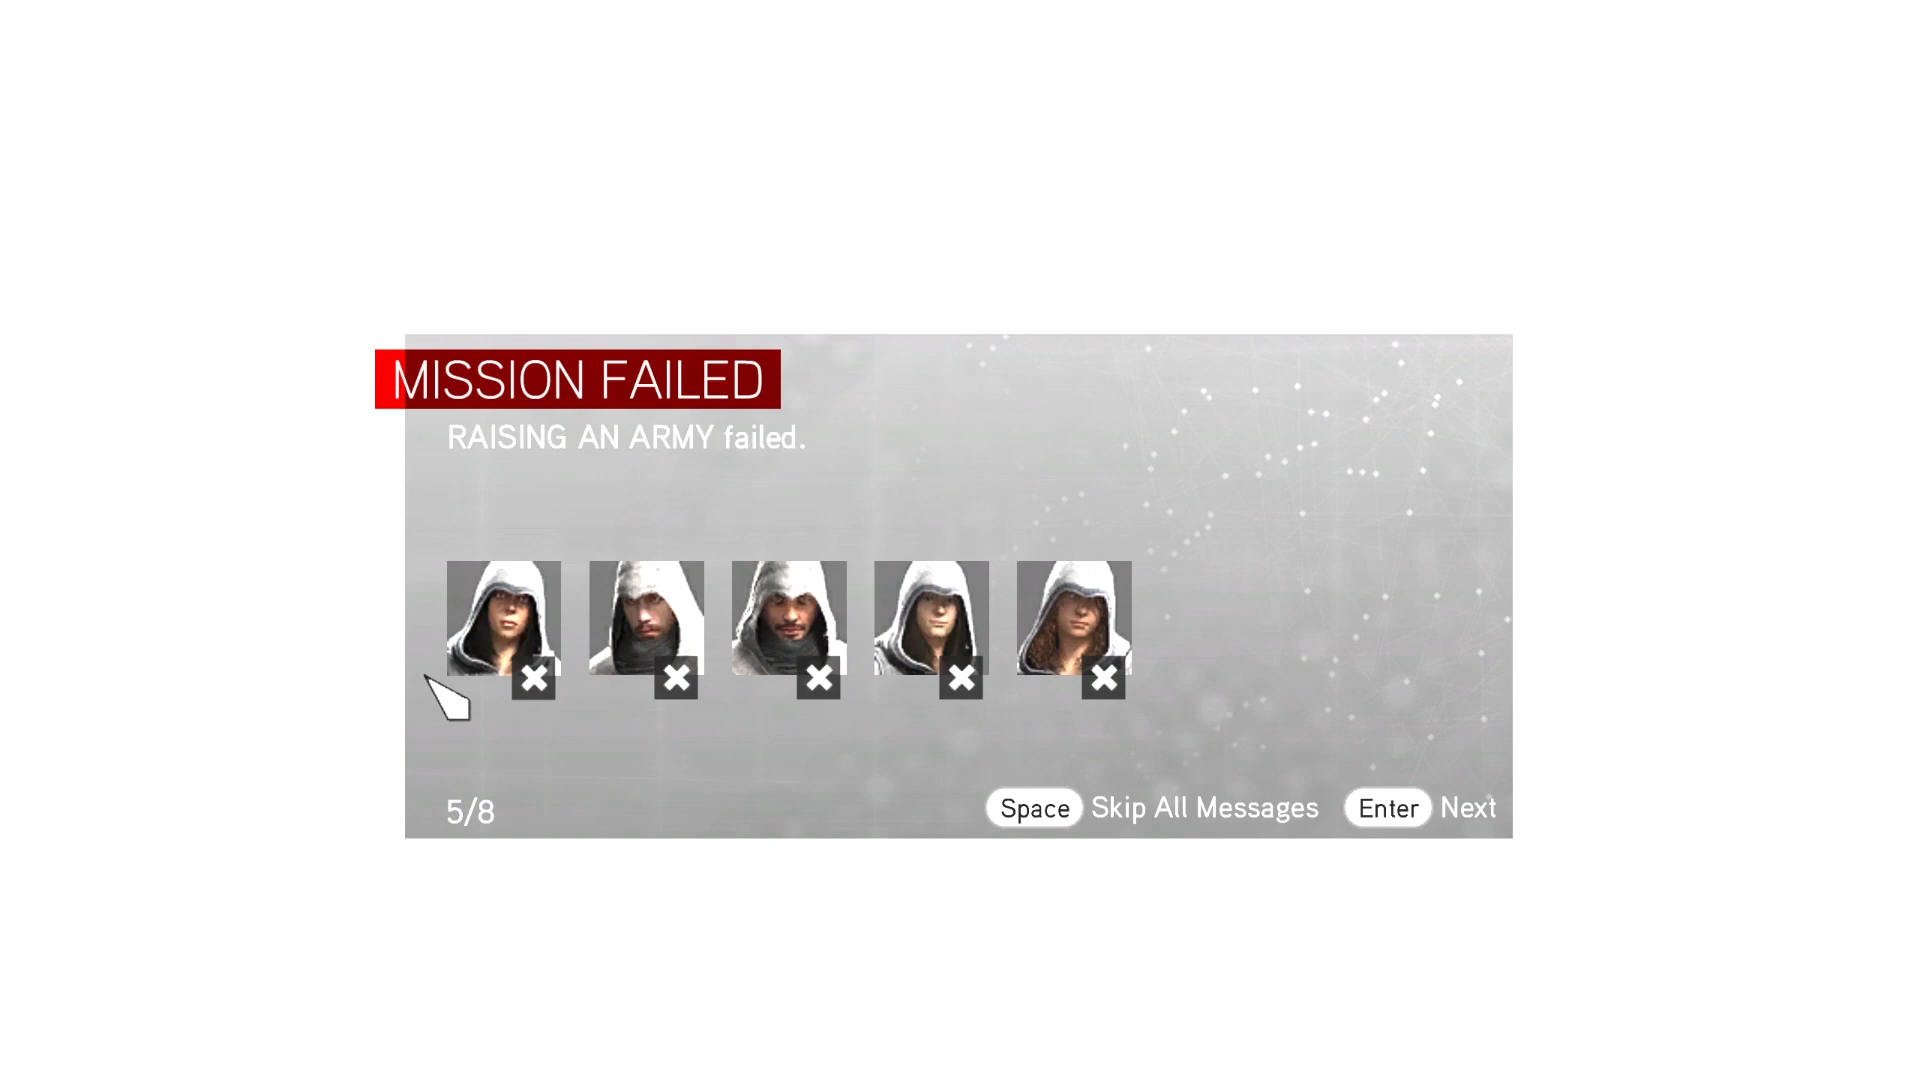 MISSION FAILED
RAISING AN ARMY failed.
5/8
Space Skip All Messages Enter Next